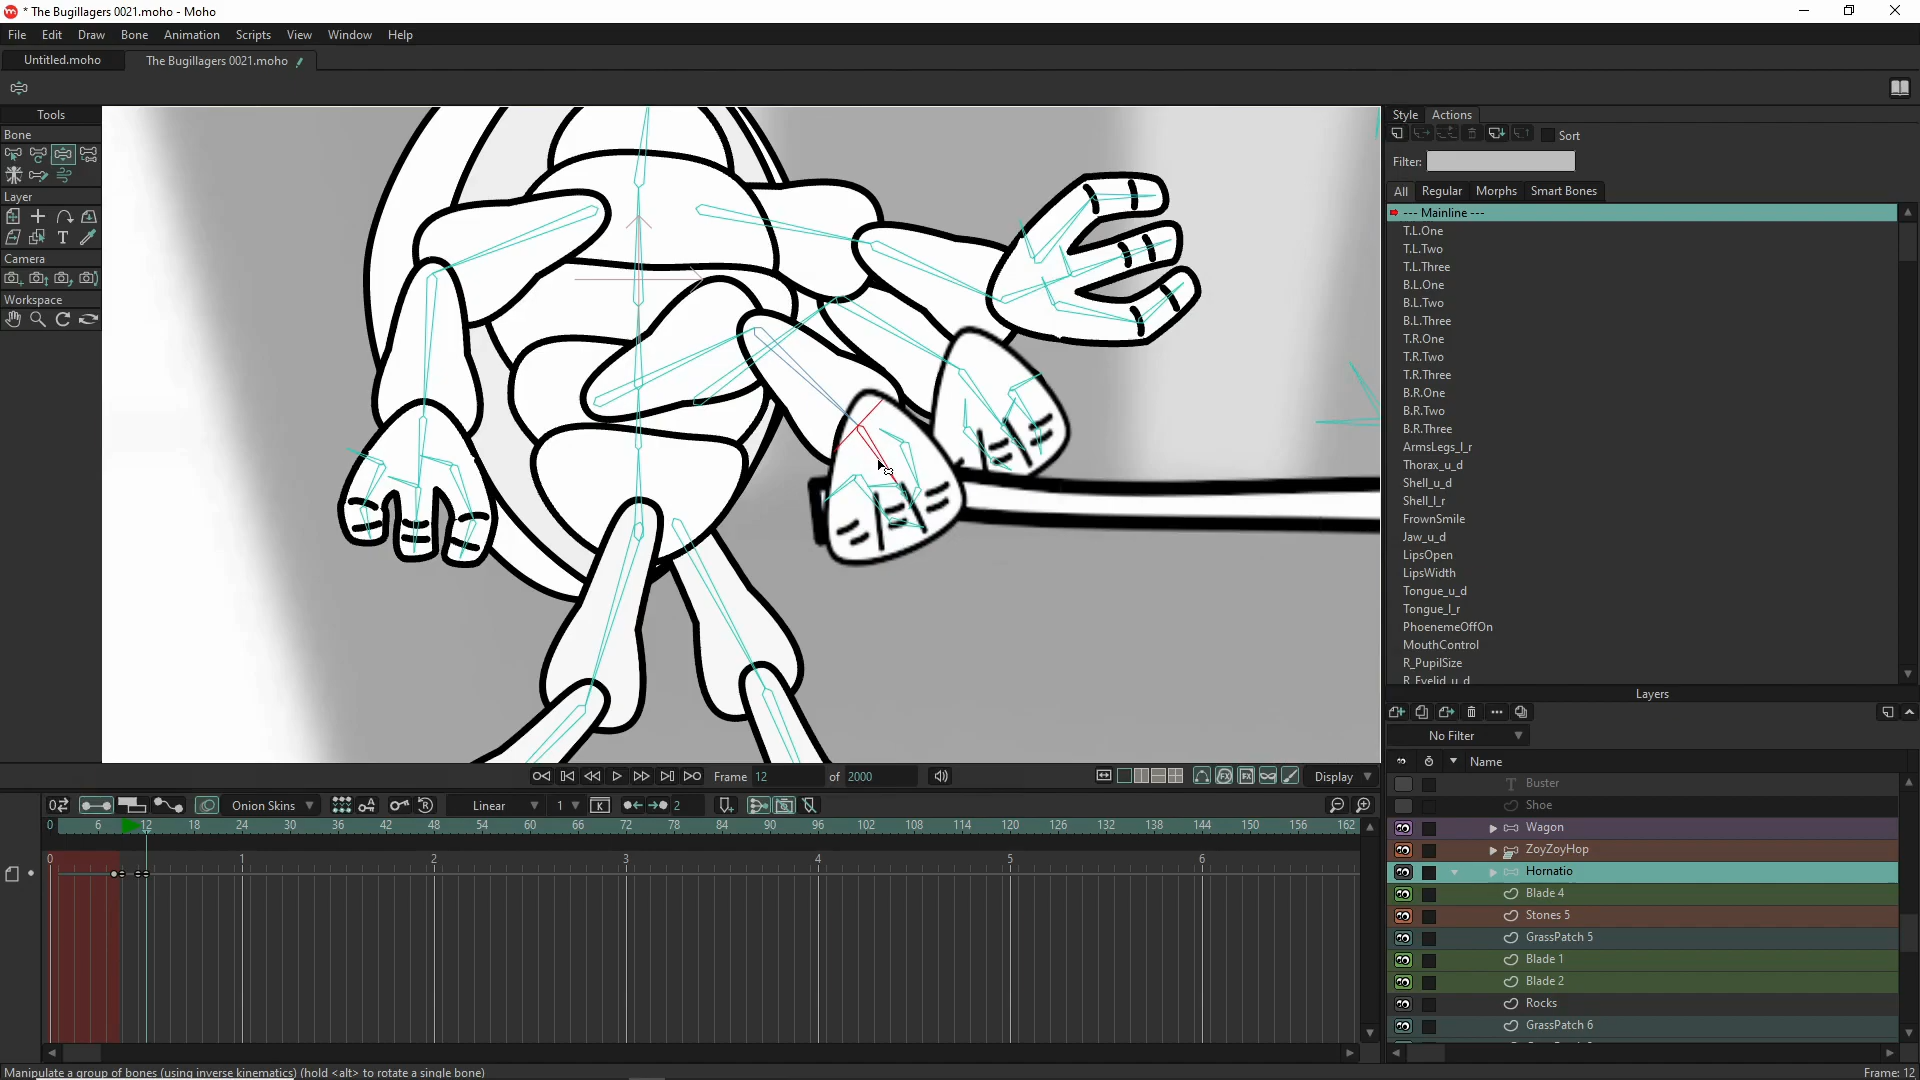 * The Bugillagers 0021.moho - Moho
File Edit Draw Bone Animation Scripts View Window Help
Untitled.moho The Bugillagers 0021.moho
Tools
Bone
Layer
Camera
Workspace
Style Actions
Sort
Filter:
All Regular Morphs Smart Bones
--- Mainline ---
T.L.One
T.L.Two
T.L.Three
B.L.One
B.L.Two
B.L.Three
T.R.One
T.R.Two
T.R.Three
B.R.One
B.R.Two
B.R.Three
ArmsLegs_l_r
Thorax_u_d
Shell_u_d
Shell_l_r
FrownSmile
Jaw_u_d
LipsOpen
LipsWidth
Tongue_u_d
Tongue_l_r
PhoenemeOffOn
MouthControl
R_PupilSize
R_Eyelid_u_d
Layers
No Filter
Name
Buster
Shoe
Wagon
ZoyZoyHop
Hornatio
Blade 4
Stones 5
GrassPatch 5
Blade 1
Blade 2
Rocks
GrassPatch 6
Frame 12 of 2000 Display
Onion Skins Linear 1 2
0 6 12 18 24 30 36 42 48 54 60 66 72 78 84 90 96 102 108 114 120 126 132 138 144 150 156 162
0 1 2 3 4 5 6
Manipulate a group of bones (using inverse kinematics) (hold <alt> to rotate a single bone)
Frame: 12